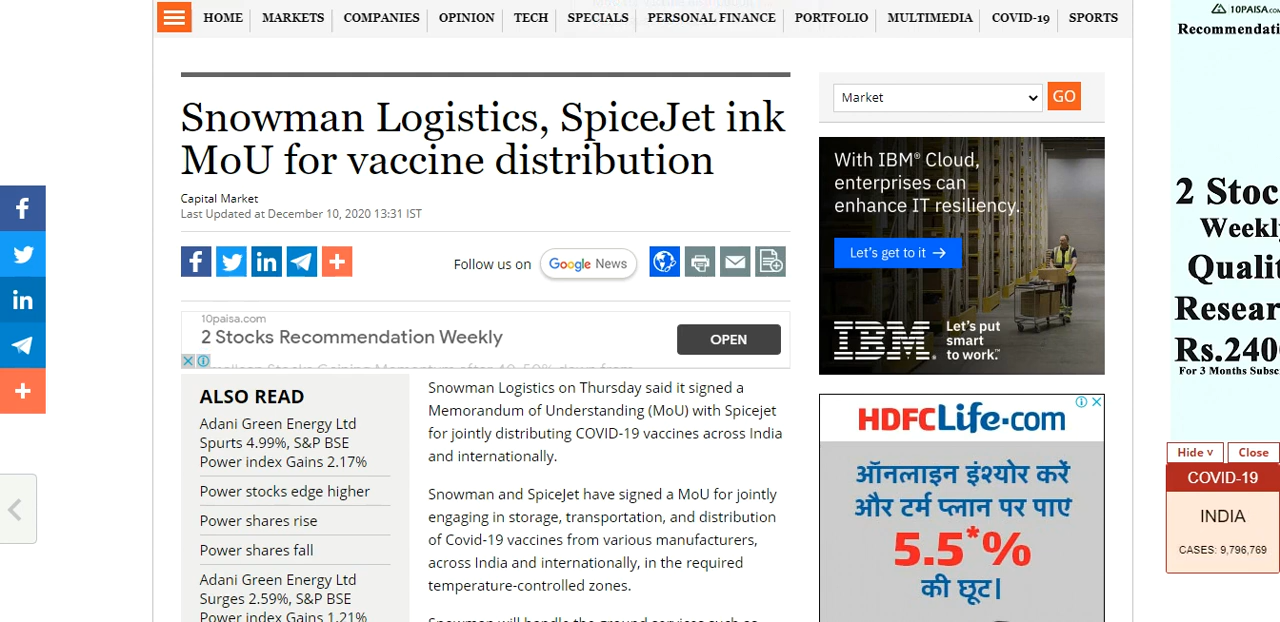 HOME MARKETS COMPANIES OPINION TECH SPECIALS PERSONAL FINANCE PORTFOLIO MULTIMEDIA COVID-19 SPORTS
Snowman Logistics, SpiceJet ink
MoU for vaccine distribution
Capital Market
Last Updated at December 10, 2020 13:31 IST
Follow us on Google News
10paisa.com
2 Stocks Recommendation Weekly
OPEN
ALSO READ
Adani Green Energy Ltd
Spurts 4.99%, S&P BSE
Power index Gains 2.17%
Power stocks edge higher
Power shares rise
Power shares fall
Adani Green Energy Ltd
Surges 2.59%, S&P BSE
Power index Gains 1.21%
Snowman Logistics on Thursday said it signed a
Memorandum of Understanding (MoU) with Spicejet
for jointly distributing COVID-19 vaccines across India
and internationally.
Snowman and SpiceJet have signed a MoU for jointly
engaging in storage, transportation, and distribution
of Covid-19 vaccines from various manufacturers,
across India and internationally, in the required
temperature-controlled zones.
Market
GO
With IBM® Cloud,
enterprises can
enhance IT resiliency.
Let's get to it →
IBM.
Let's put
smart
to work.™
HDFC Life.com
ऑनलाइन इंश्योर करें
और टर्म प्लान पर पाएं
5.5*%
की छूट।
10PAISA.COM
2 Stoc
Weekly
Rs.240
For 3 Months Subsc
Hide v Close
COVID-19
INDIA
CASES: 9,796,769